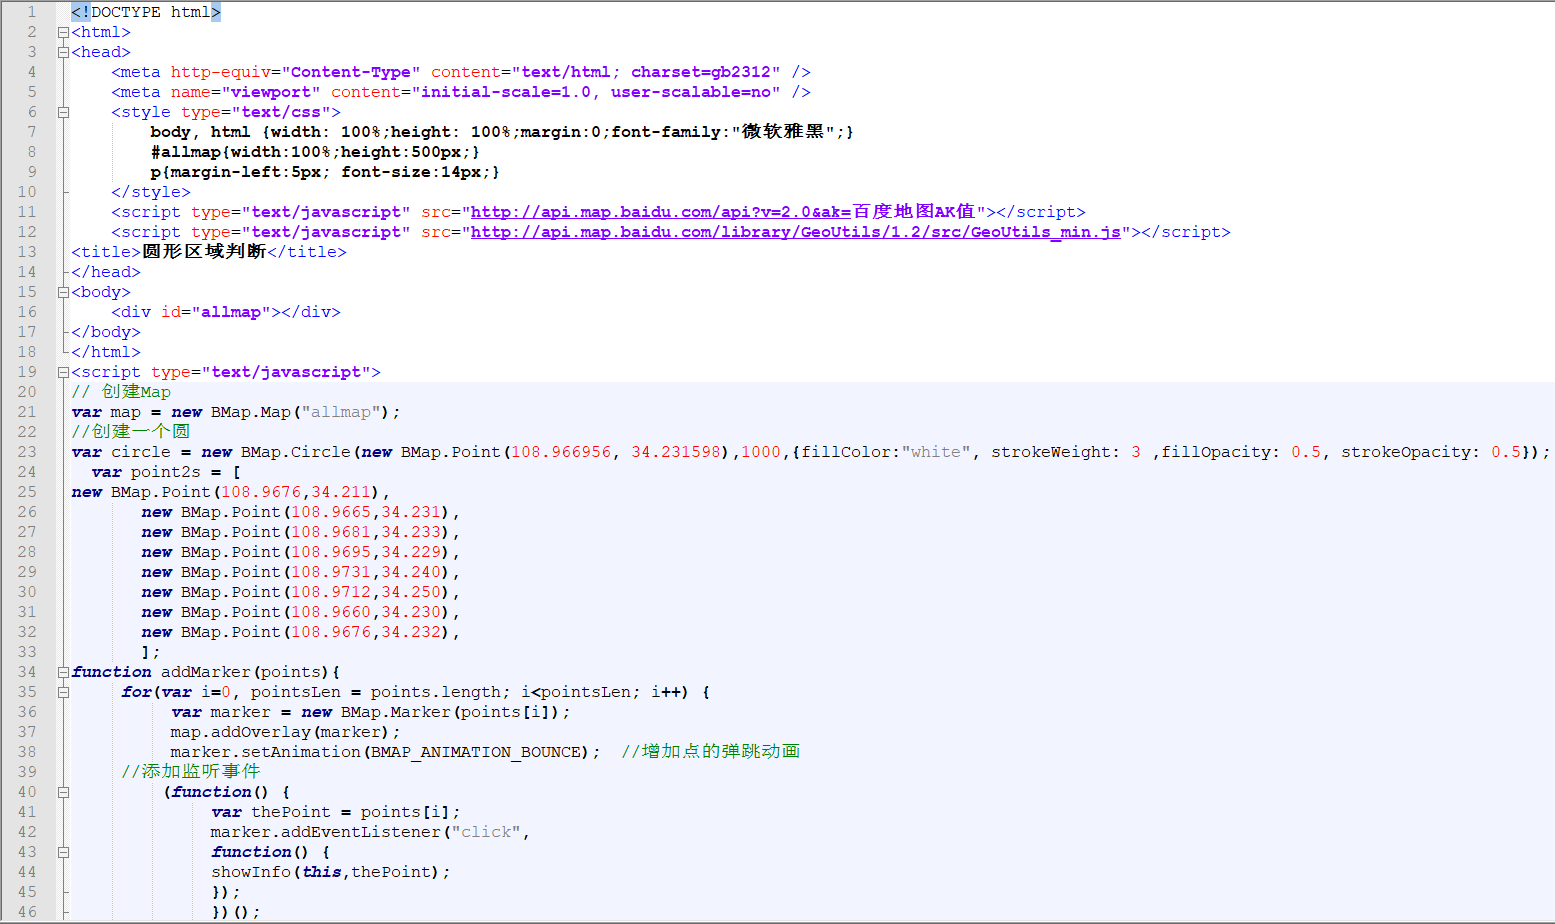 1 <!DOCTYPE html>
2 <html>
3 <head>
4 <meta http-equiv="Content-Type" content="text/html; charset=gb2312" />
5 <meta name="viewport" content="initial-scale=1.0, user-scalable=no" />
6 <style type="text/css">
7 body, html {width: 100%;height: 100%;margin:0;font-family:"微软雅黑";}
8 #allmap{width:100%;height:500px;}
9 p{margin-left:5px; font-size:14px;}
10 </style>
11 <script type="text/javascript" src="http://api.map.baidu.com/api?v=2.0&ak=百度地图AK值"></script>
12 <script type="text/javascript" src="http://api.map.baidu.com/library/GeoUtils/1.2/src/GeoUtils_min.js"></script>
13 <title>圆形区域判断</title>
14 </head>
15 <body>
16 <div id="allmap"></div>
17 </body>
18 </html>
19 <script type="text/javascript">
20 // 创建Map
21 var map = new BMap.Map("allmap");
22 //创建一个圆
23 var circle = new BMap.Circle(new BMap.Point(108.966956, 34.231598),1000,{fillColor:"white", strokeWeight: 3 ,fillOpacity: 0.5, strokeOpacity: 0.5});
24 var point2s = [
25 new BMap.Point(108.9676,34.211),
26 new BMap.Point(108.9665,34.231),
27 new BMap.Point(108.9681,34.233),
28 new BMap.Point(108.9695,34.229),
29 new BMap.Point(108.9731,34.240),
30 new BMap.Point(108.9712,34.250),
31 new BMap.Point(108.9660,34.230),
32 new BMap.Point(108.9676,34.232),
33 ];
34 function addMarker(points){
35 for(var i=0, pointsLen = points.length; i<pointsLen; i++) {
36 var marker = new BMap.Marker(points[i]);
37 map.addOverlay(marker);
38 marker.setAnimation(BMAP_ANIMATION_BOUNCE); //增加点的弹跳动画
39 //添加监听事件
40 (function() {
41 var thePoint = points[i];
42 marker.addEventListener("click",
43 function() {
44 showInfo(this,thePoint);
45 });
46 })();